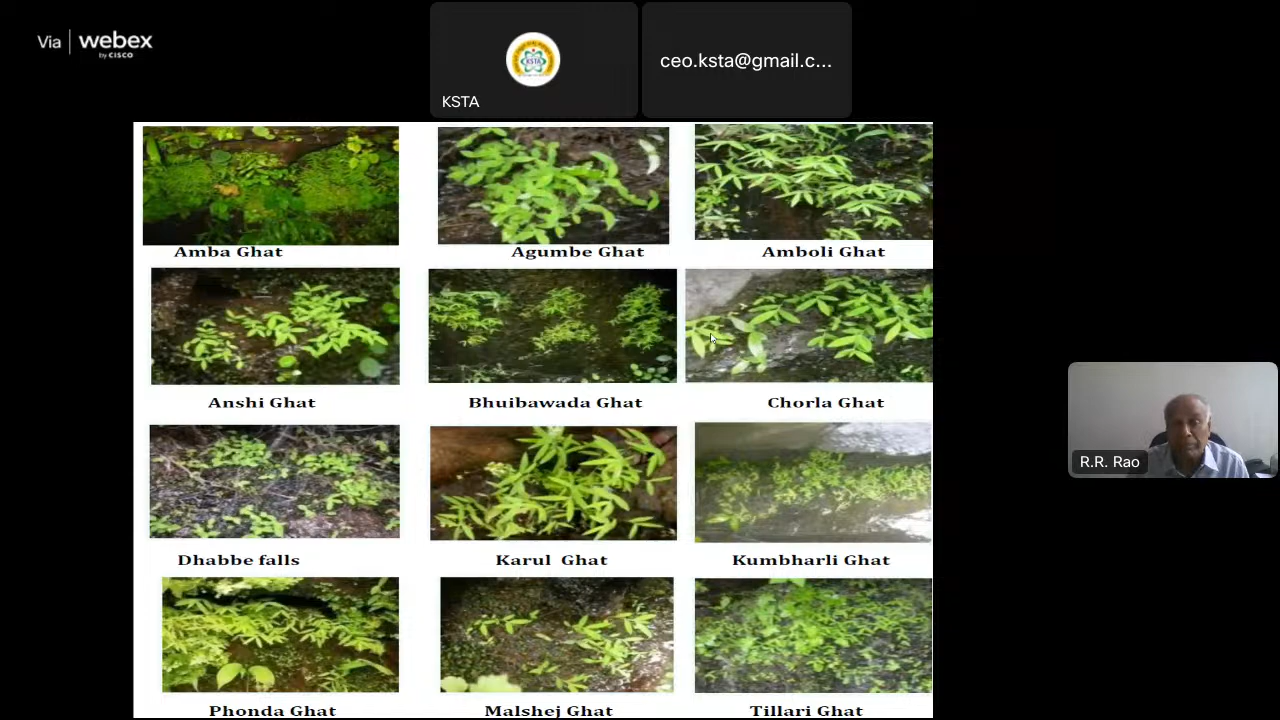 Via webex
by CISCO
KSTA
KSTA
ceo.ksta@gmail.c...
Amba Ghat
Agumbe Ghat
Amboli Ghat
Anshi Ghat
Bhuibawada Ghat
Chorla Ghat
Dhabbe falls
Karul Ghat
Kumbharli Ghat
R.R. Rao
Phonda Ghat
Malshej Ghat
Tillari Ghat